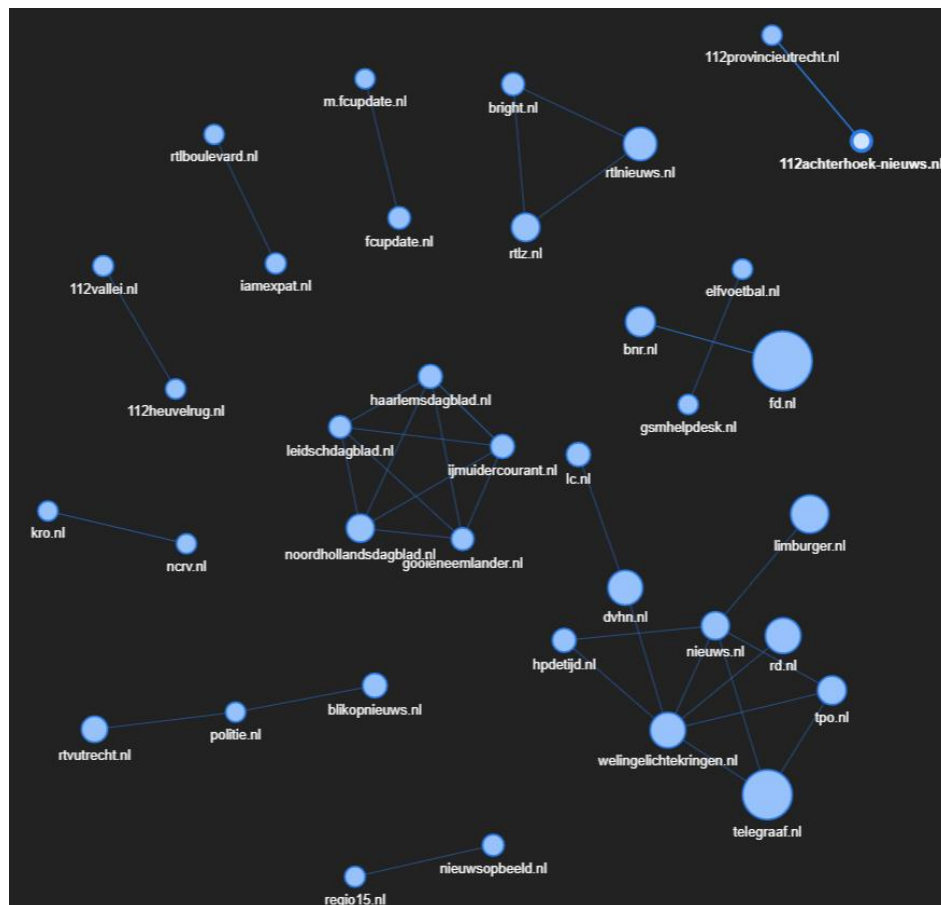 112provincieutrecht.nl
m.fcupdate.nl
bright.nl
rtlboulevard.nl
112achterhoek-nieuws.nl
rtlnieuws.nl
fcupdate.nl
rtlz.nl
112vallei.nl
iamexpat.nl
elfvoetbal.nl
bnr.nl
fd.nl
haarlemsdagblad.nl
112heuvelrug.nl
gsmhelpdesk.nl
leidschdagblad.nl
ijmuidercourant.nl
lc.nl
kro.nl
limburger.nl
noordhollandsdagblad.nl
gooieneemlander.nl
ncrv.nl
dvhn.nl
nieuws.nl
hpdetijd.nl
rd.nl
blikopnieuws.nl
tpo.nl
politie.nl
rtvutrecht.nl
welingelichtekringen.nl
telegraaf.nl
nieuwsopbeeld.nl
regio15.nl